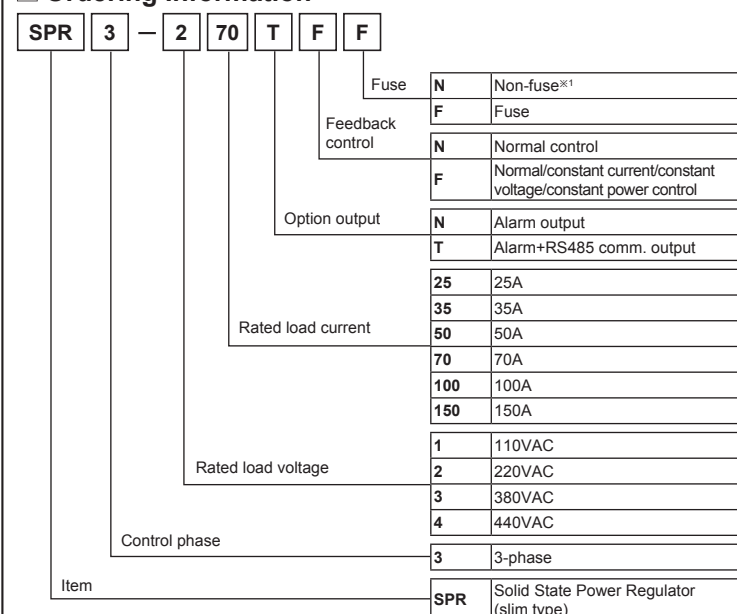 Ordering Information
SPR 3 — 2 70 T F F
Fuse
N Non-fuse※1
F Fuse
Feedback
control
N Normal control
F Normal/constant current/constant
voltage/constant power control
Option output
N Alarm output
T Alarm+RS485 comm. output
Rated load current
25 25A
35 35A
50 50A
70 70A
100 100A
150 150A
Rated load voltage
1 110VAC
2 220VAC
3 380VAC
4 440VAC
Control phase
3 3-phase
Item
SPR Solid State Power Regulator
(slim type)